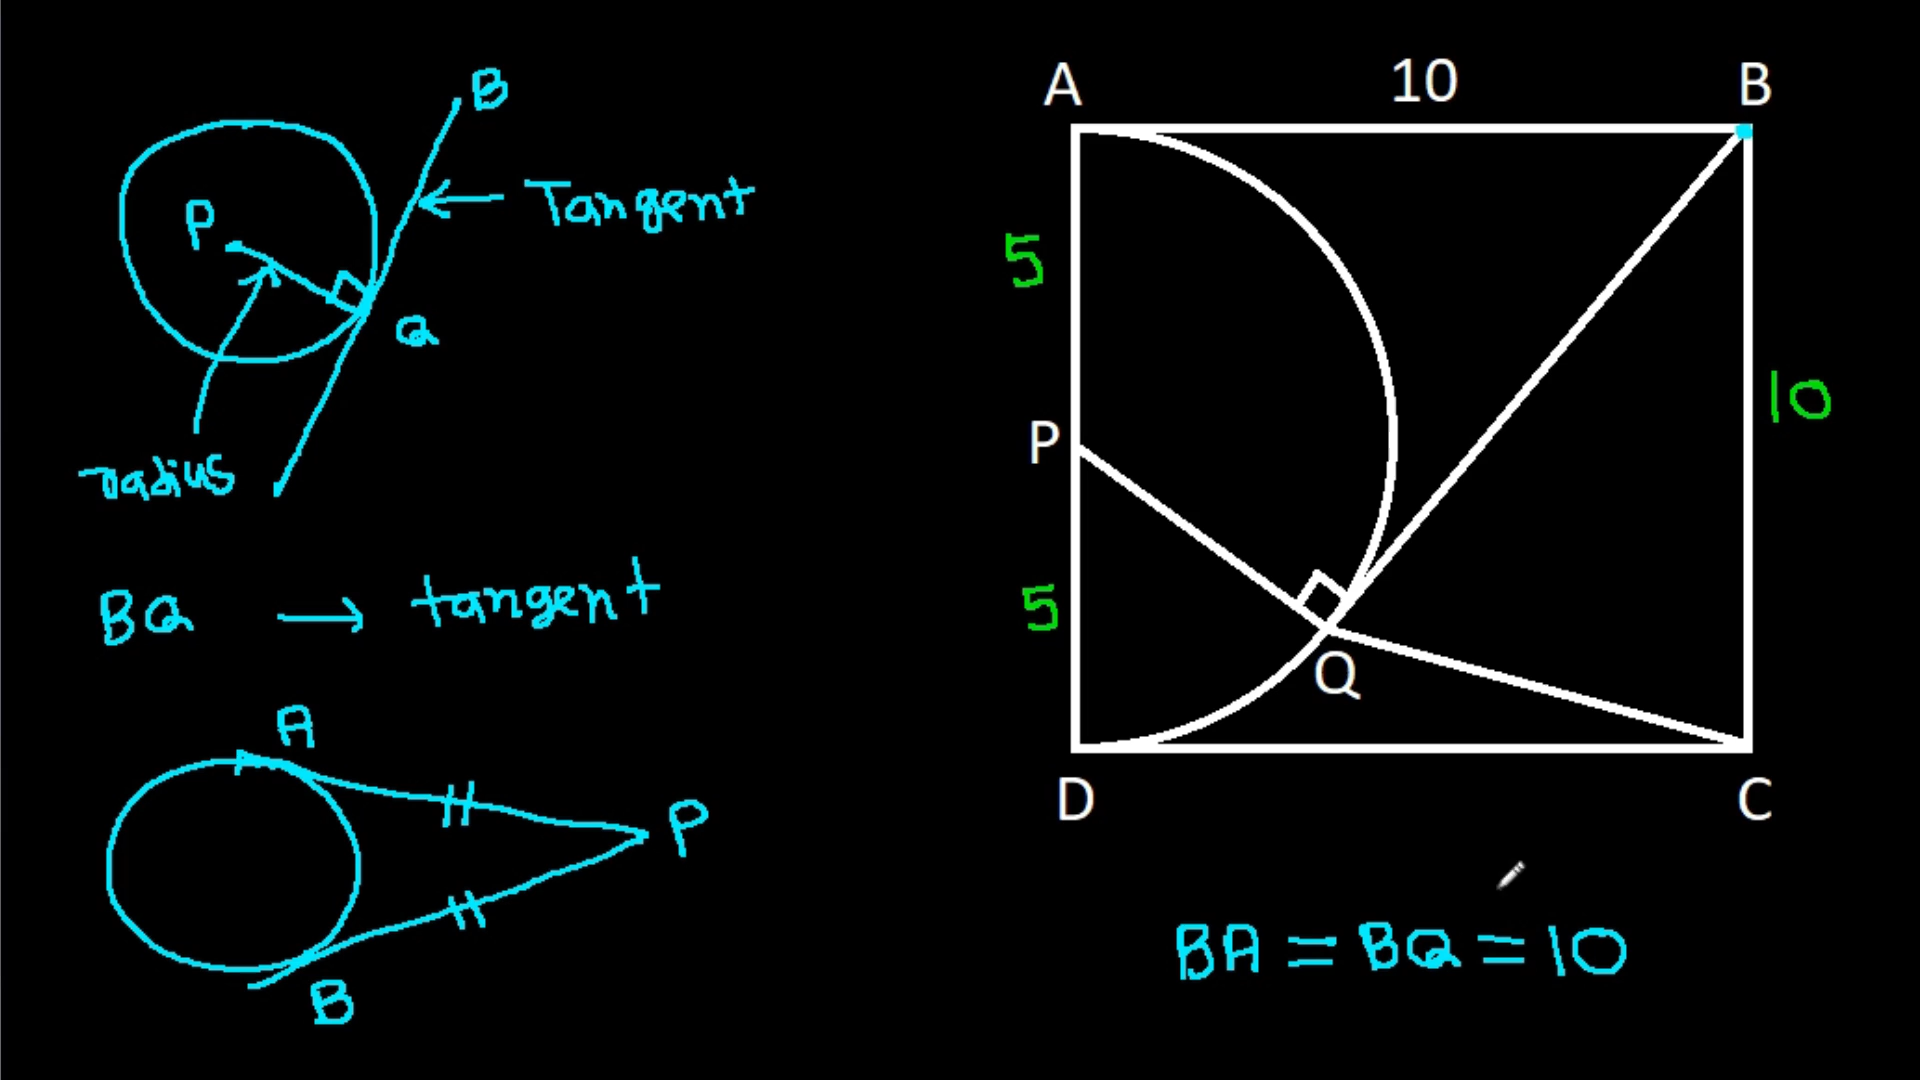 B
P
Tangent
Q
radius
BQ → tangent
A
P
B
A 10 B
5
10
P
5
Q
D C
BA = BQ = 10